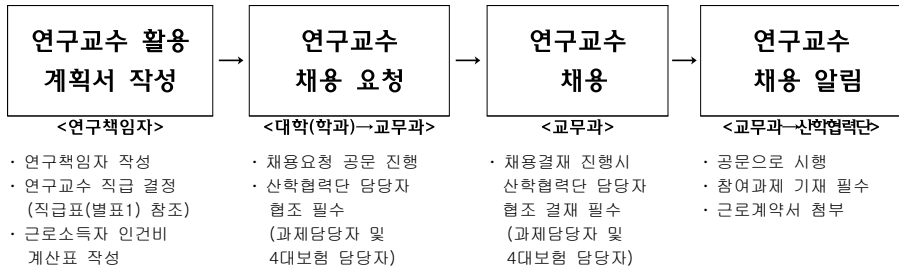 연구교수 활용
계획서 작성
→
연구교수
채용 요청
→
연구교수
채용
→
연구교수
채용 알림
<연구책임자>
<대학(학과)→교무과>
<교무과>
<교무과→산학협력단>
· 연구책임자 작성
· 연구교수 직급 결정
(직급표(별표1) 참조)
· 근로소득자 인건비
계산표 작성
· 채용요청 공문 진행
· 산학협력단 담당자
협조 필수
(과제담당자 및
4대보험 담당자)
· 채용결재 진행시
산학협력단 담당자
협조 결재 필수
(과제담당자 및
4대보험 담당자)
· 공문으로 시행
· 참여과제 기재 필수
· 근로계약서 첨부